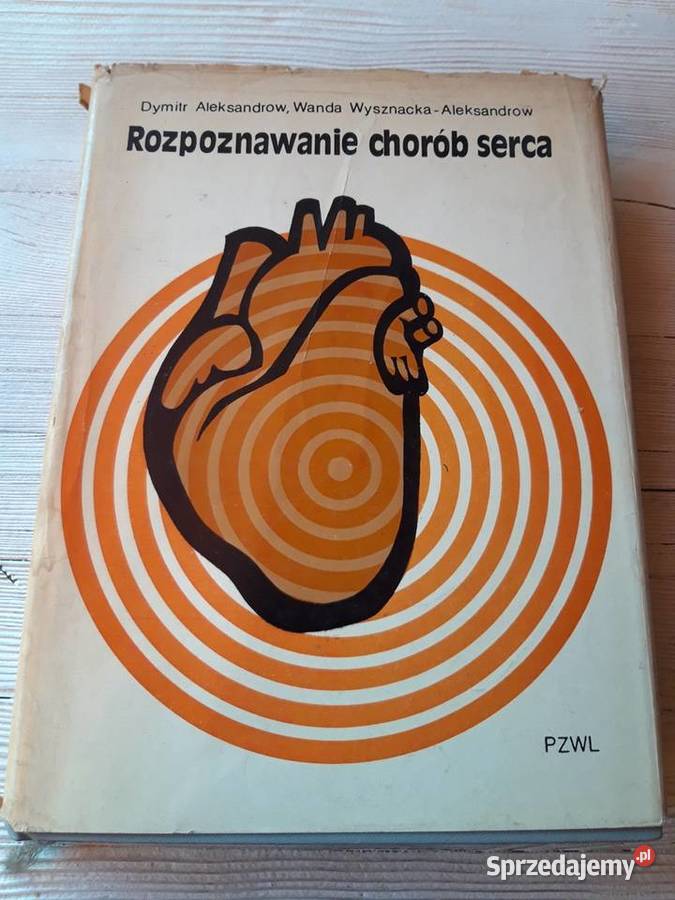 Dymitr Aleksandrow, Wanda Wysznacka-Aleksandrow
Rozpoznawanie chorób serca
PZWL
Sprzedajemy.pl